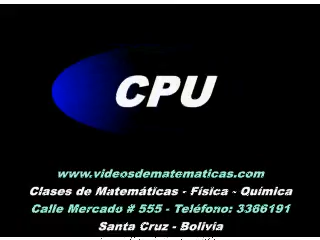 CPU
www.videosdematematicas.com
Clases de Matemáticas - Física - Química
Calle Mercado # 555 - Teléfono: 3366191
Santa Cruz - Bolivia